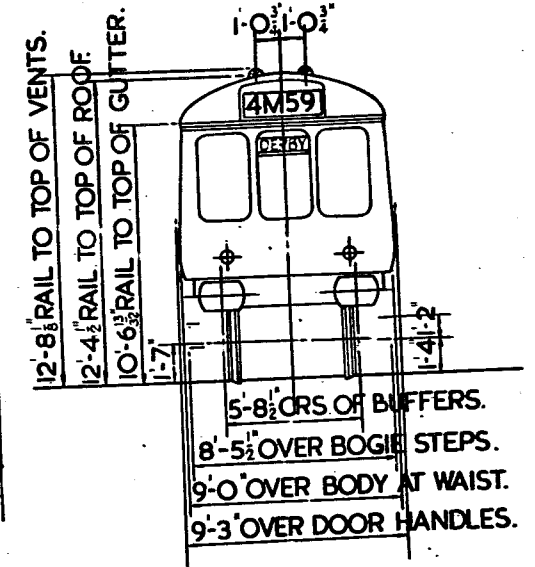 1'-0¾" 1'-0¾"
12'-8⅛" RAIL TO TOP OF VENTS.
12'-4½" RAIL TO TOP OF ROOF.
10'-6 13/32" RAIL TO TOP OF GUTTER.
4M59
DERBY
1'-7"
1'-4"
1'-2"
5'-8½" CRS. OF BUFFERS.
8'-5½" OVER BOGIE STEPS.
9'-0" OVER BODY AT WAIST.
9'-3" OVER DOOR HANDLES.